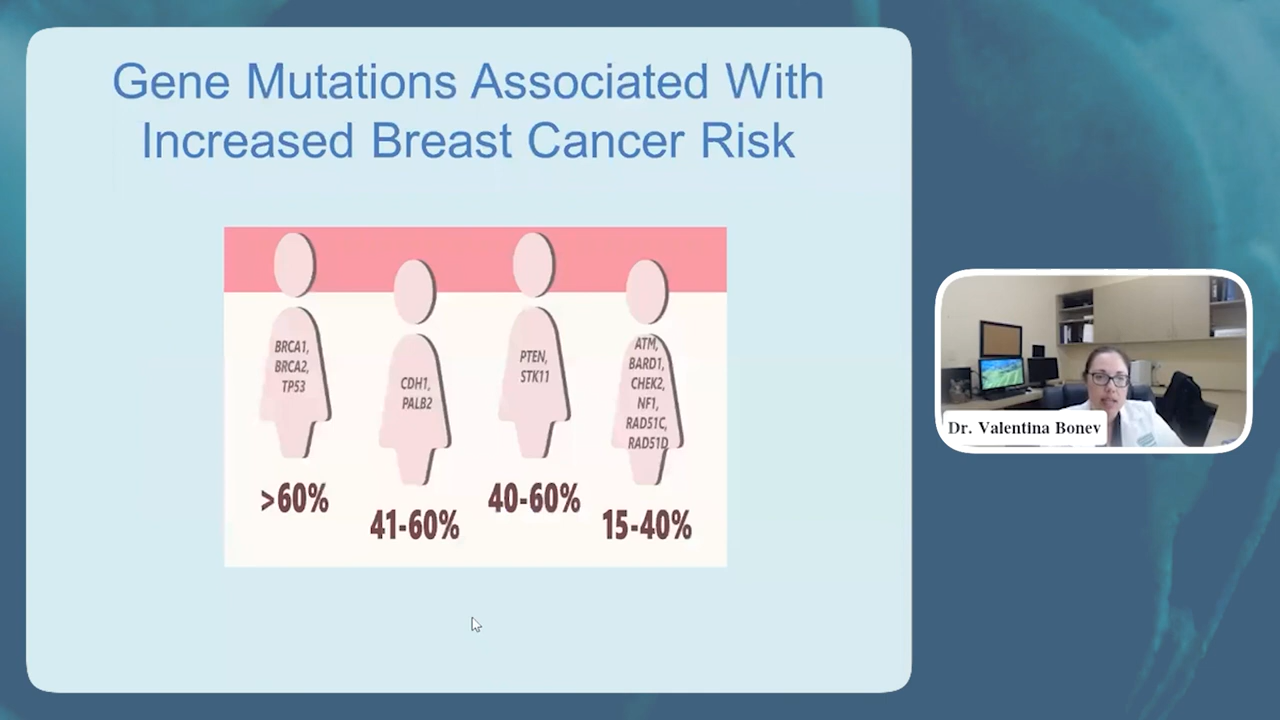 Gene Mutations Associated With
Increased Breast Cancer Risk
BRCA1,
BRCA2,
TP53
>60%
CDH1,
PALB2
41-60%
PTEN,
STK11
40-60%
ATM,
BARD1,
CHEK2,
NF1,
RAD51C,
RAD51D
15-40%
Dr. Valentina Bonev